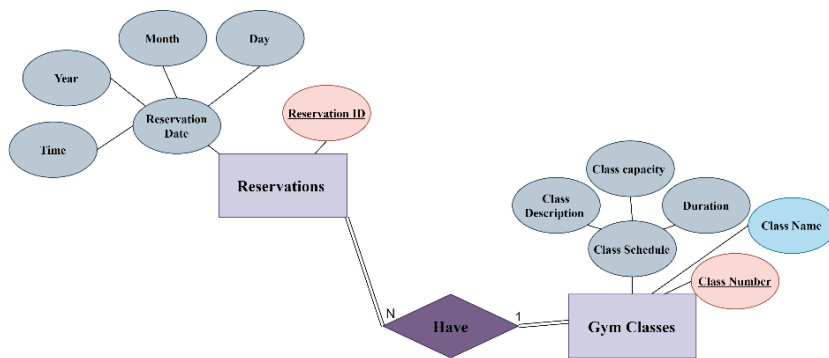 Month
Day
Year
Reservation
Date
Reservation ID
Time
Reservations
Class capacity
Class
Description
Duration
Class Name
Class Schedule
Class Number
N
1
Have
Gym Classes